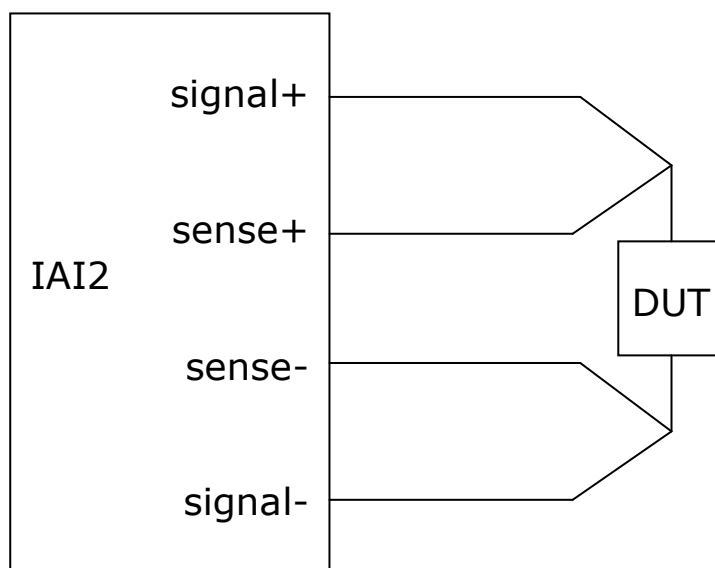 signal+
sense+
IAI2
DUT
sense-
signal-